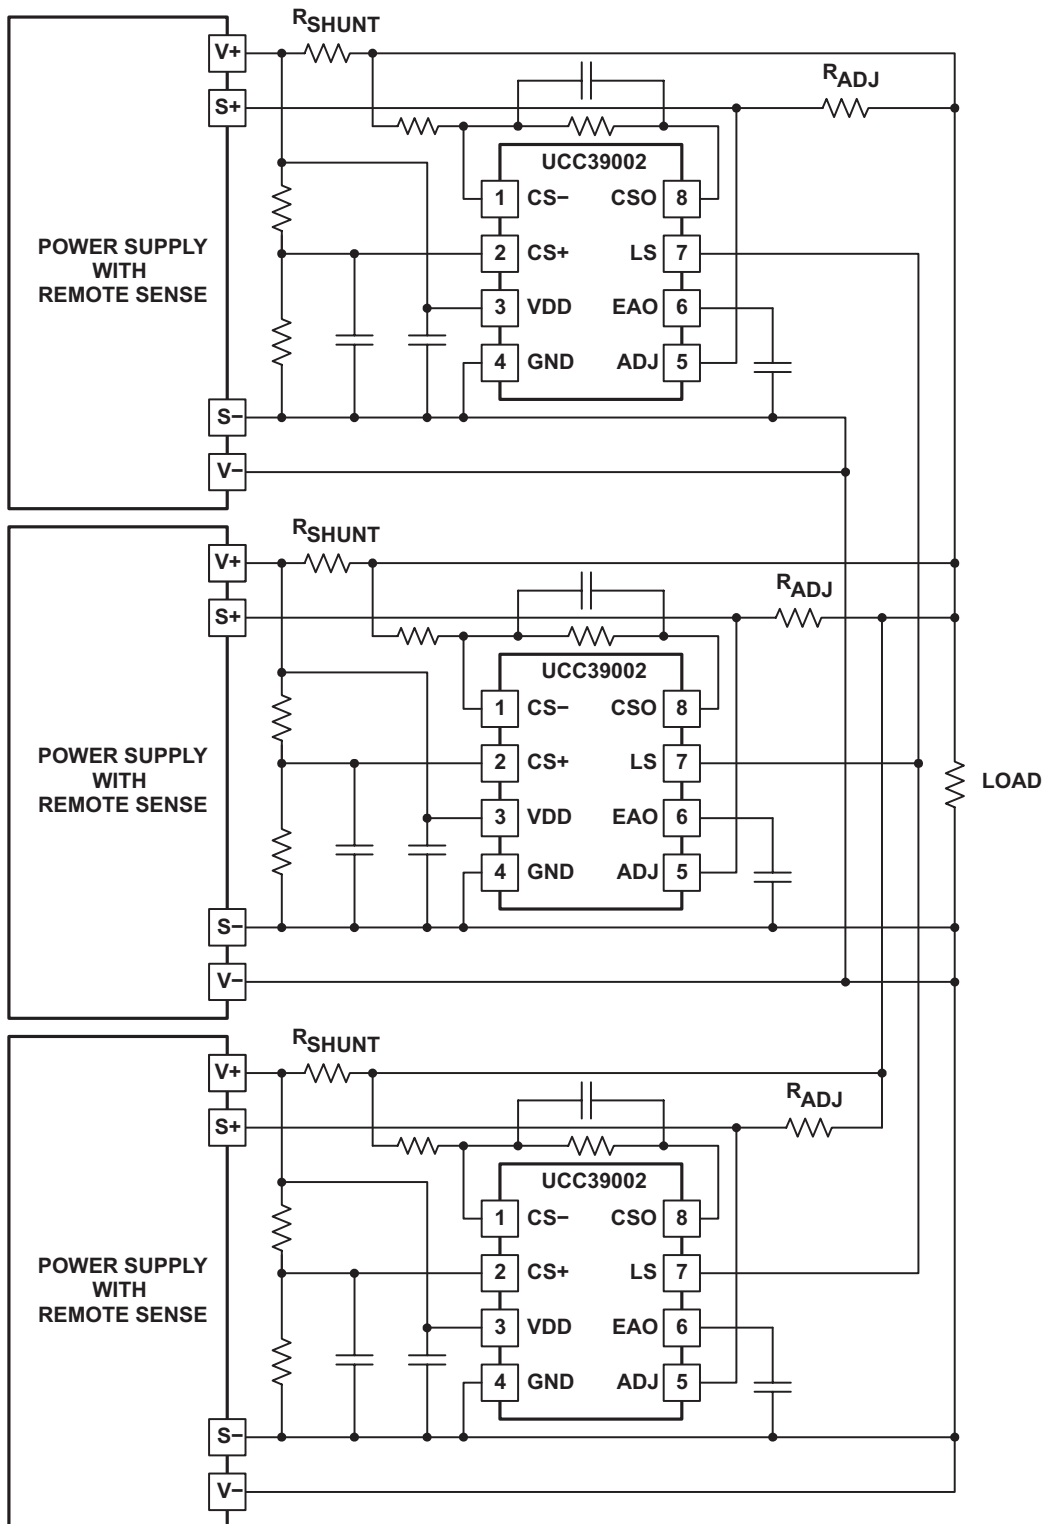 RSHUNT
V+
RADJ
S+
UCC39002
1 CS− CSO 8
POWER SUPPLY
WITH
REMOTE SENSE
2 CS+ LS 7
3 VDD EAO 6
4 GND ADJ 5
S−
V−
RSHUNT
V+
RADJ
S+
UCC39002
1 CS− CSO 8
POWER SUPPLY
WITH
REMOTE SENSE
2 CS+ LS 7
LOAD
3 VDD EAO 6
4 GND ADJ 5
S−
V−
RSHUNT
V+
RADJ
S+
UCC39002
1 CS− CSO 8
POWER SUPPLY
WITH
REMOTE SENSE
2 CS+ LS 7
3 VDD EAO 6
4 GND ADJ 5
S−
V−